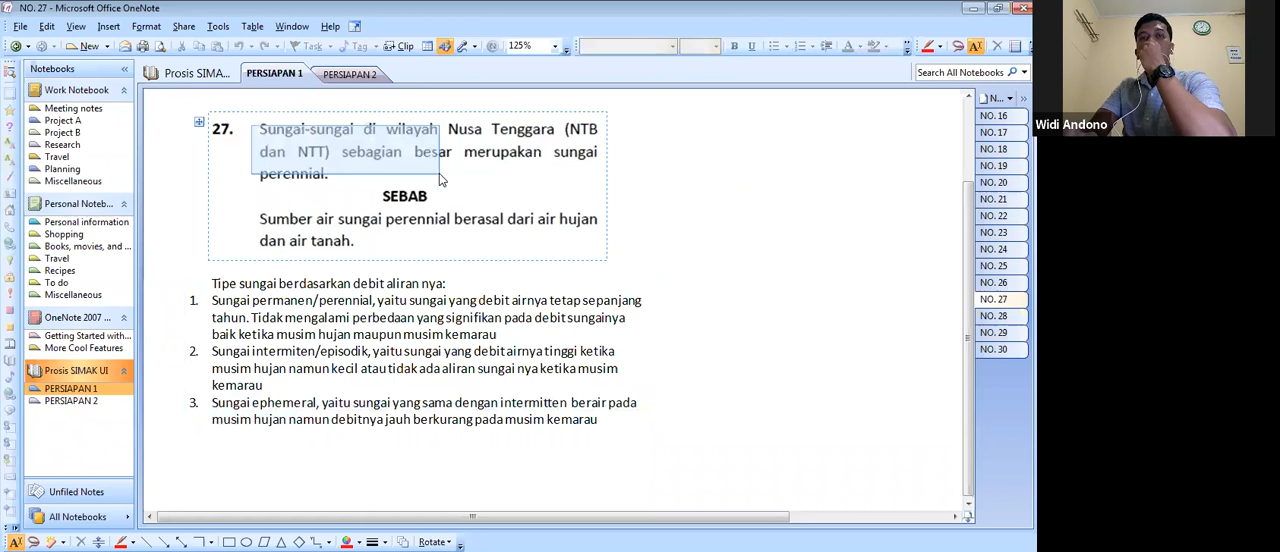 NO. 27 - Microsoft Office OneNote
File Edit View Insert Format Share Tools Table Window Help
New Task Tag Clip 125% B U A
Notebooks
Prosis SIMA... PERSIAPAN 1 PERSIAPAN 2 Search All Notebooks
Work Notebook
Meeting notes
Project A
Project B
Research
Travel
Planning
Miscellaneous
Personal Noteb...
Personal information
Shopping
Books, movies, and ...
Travel
Recipes
To do
Miscellaneous
OneNote 2007 ...
Getting Started with...
More Cool Features
Prosis SIMAK UI
PERSIAPAN 1
PERSIAPAN 2
Unfiled Notes
All Notebooks
27. Sungai-sungai di wilayah Nusa Tenggara (NTB
dan NTT) sebagian besar merupakan sungai
perennial.
SEBAB
Sumber air sungai perennial berasal dari air hujan
dan air tanah.
Tipe sungai berdasarkan debit aliran nya:
1. Sungai permanen/perennial, yaitu sungai yang debit airnya tetap sepanjang
tahun. Tidak mengalami perbedaan yang signifikan pada debit sungainya
baik ketika musim hujan maupun musim kemarau
2. Sungai intermiten/episodik, yaitu sungai yang debit airnya tinggi ketika
musim hujan namun kecil atau tidak ada aliran sungai nya ketika musim
kemarau
3. Sungai ephemeral, yaitu sungai yang sama dengan intermitten berair pada
musim hujan namun debitnya jauh berkurang pada musim kemarau
N...
NO. 16
NO. 17
NO. 18
NO. 19
NO. 20
NO. 21
NO. 22
NO. 23
NO. 24
NO. 25
NO. 26
NO. 27
NO. 28
NO. 29
NO. 30
Rotate
Widi Andono